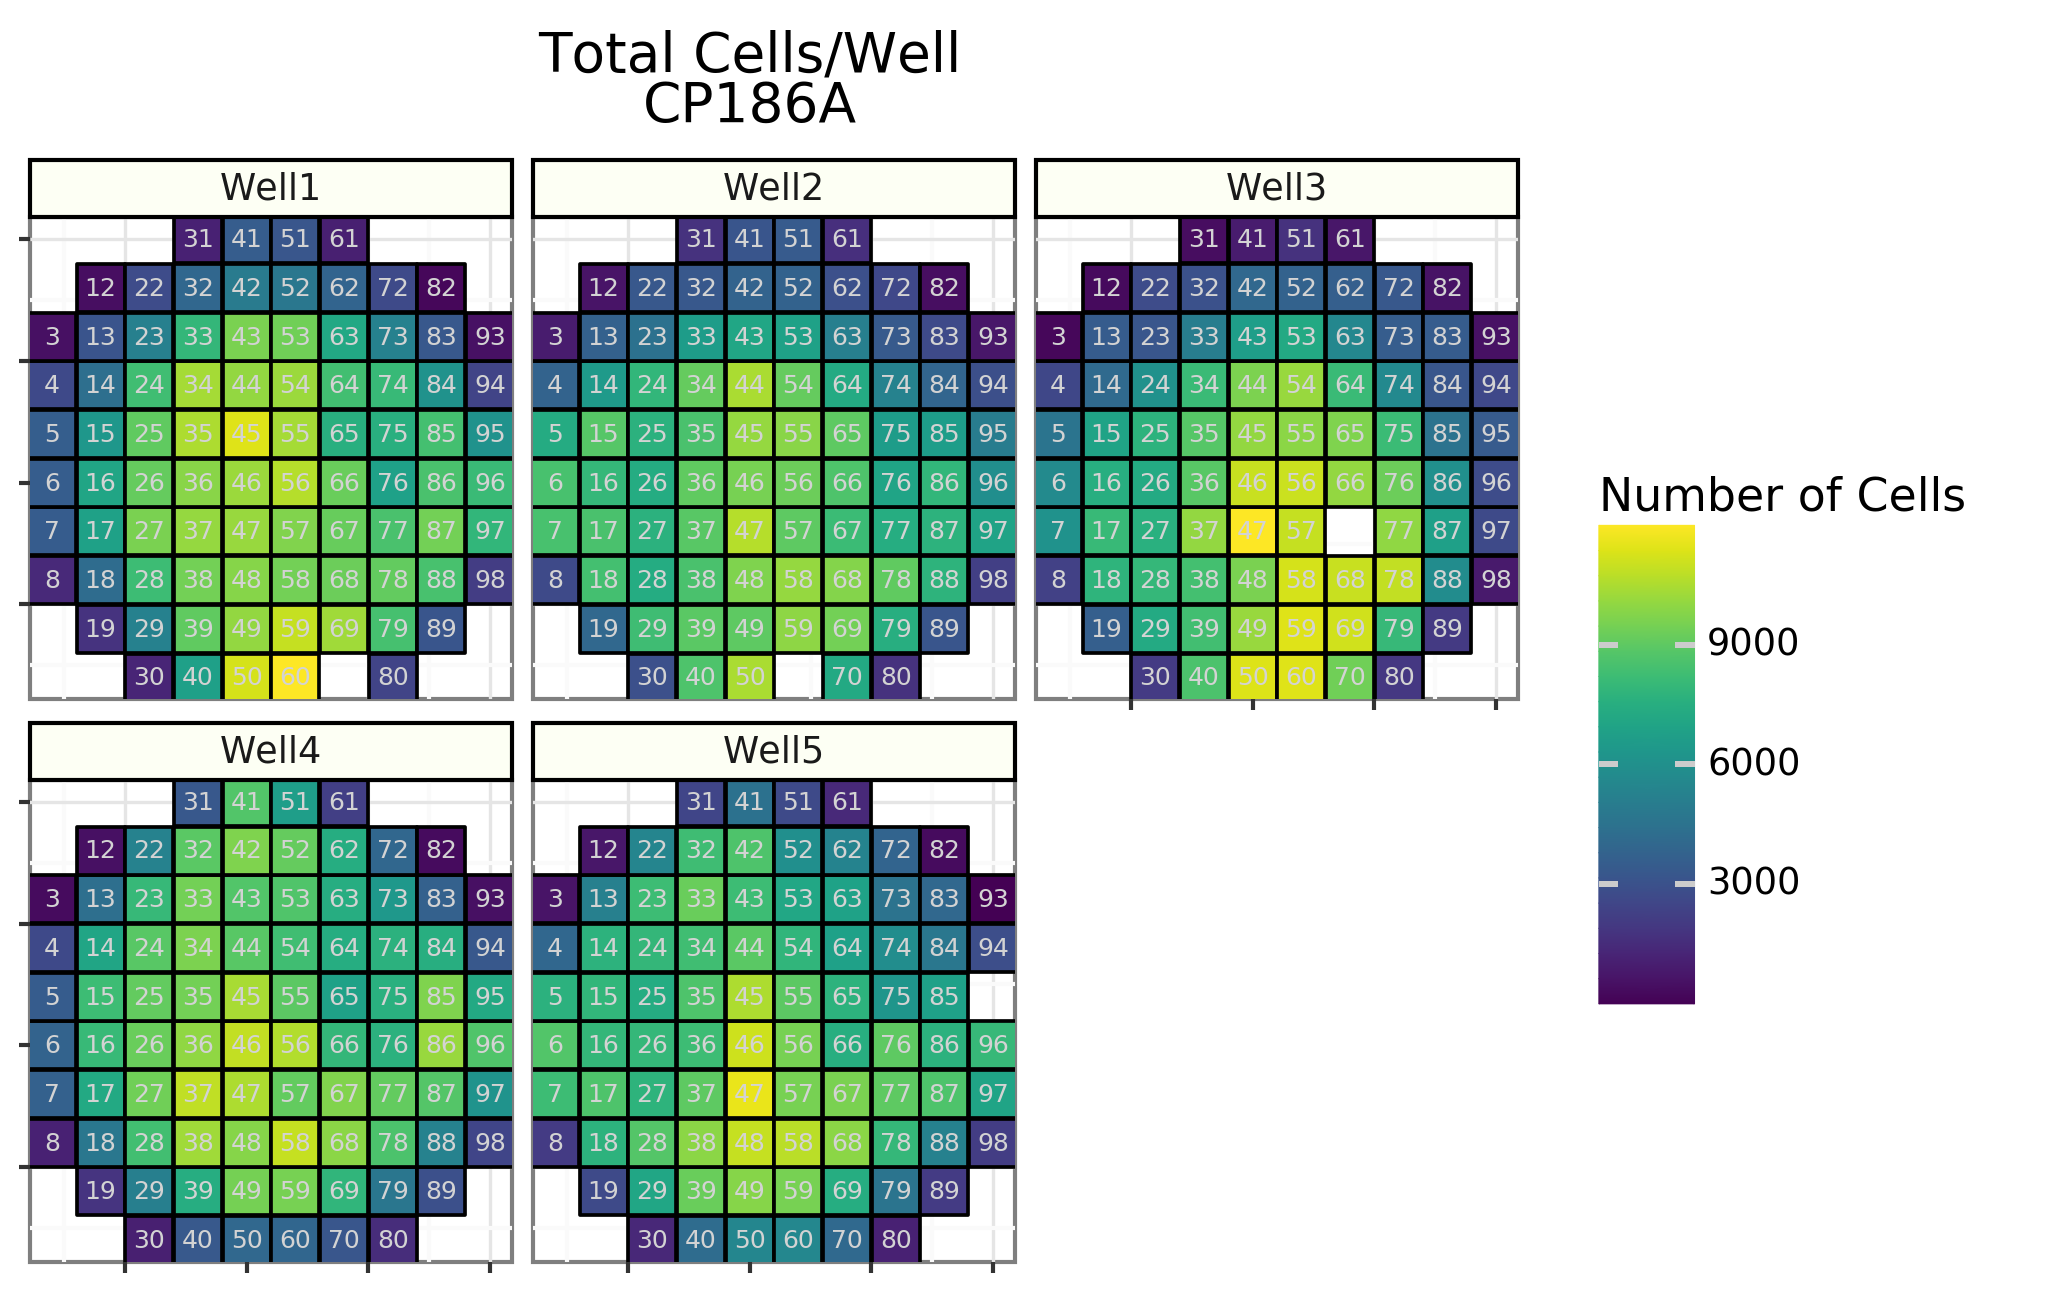 Total Cells/Well
CP186A
Well1 Well2 Well3
31 41 51 61 31 41 51 61 31 41 51 61
12 22 32 42 52 62 72 82 12 22 32 42 52 62 72 82 12 22 32 42 52 62 72 82
3 13 23 33 43 53 63 73 83 93 3 13 23 33 43 53 63 73 83 93 3 13 23 33 43 53 63 73 83 93
4 14 24 34 44 54 64 74 84 94 4 14 24 34 44 54 64 74 84 94 4 14 24 34 44 54 64 74 84 94
5 15 25 35 45 55 65 75 85 95 5 15 25 35 45 55 65 75 85 95 5 15 25 35 45 55 65 75 85 95
6 16 26 36 46 56 66 76 86 96 6 16 26 36 46 56 66 76 86 96 6 16 26 36 46 56 66 76 86 96
7 17 27 37 47 57 67 77 87 97 7 17 27 37 47 57 67 77 87 97 7 17 27 37 47 57 77 87 97
8 18 28 38 48 58 68 78 88 98 8 18 28 38 48 58 68 78 88 98 8 18 28 38 48 58 68 78 88 98
19 29 39 49 59 69 79 89 19 29 39 49 59 69 79 89 19 29 39 49 59 69 79 89
30 40 50 60 80 30 40 50 70 80 30 40 50 60 70 80
Well4 Well5
31 41 51 61 31 41 51 61
12 22 32 42 52 62 72 82 12 22 32 42 52 62 72 82
3 13 23 33 43 53 63 73 83 93 3 13 23 33 43 53 63 73 83 93
4 14 24 34 44 54 64 74 84 94 4 14 24 34 44 54 64 74 84 94
5 15 25 35 45 55 65 75 85 95 5 15 25 35 45 55 65 75 85
6 16 26 36 46 56 66 76 86 96 6 16 26 36 46 56 66 76 86 96
7 17 27 37 47 57 67 77 87 97 7 17 27 37 47 57 67 77 87 97
8 18 28 38 48 58 68 78 88 98 8 18 28 38 48 58 68 78 88 98
19 29 39 49 59 69 79 89 19 29 39 49 59 69 79 89
30 40 50 60 70 80 30 40 50 60 70 80
Number of Cells
9000
6000
3000